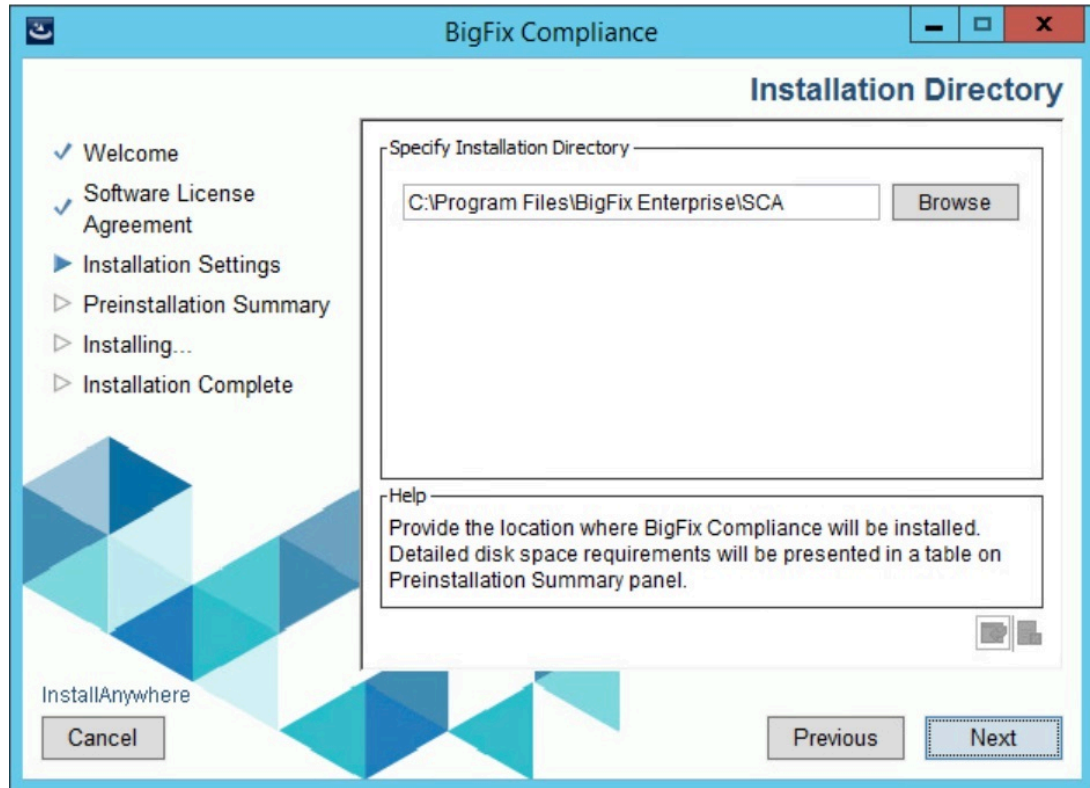 BigFix Compliance
Installation Directory
Welcome
Software License
Agreement
Installation Settings
Preinstallation Summary
Installing...
Installation Complete
Specify Installation Directory
C:\Program Files\BigFix Enterprise\SCA
Browse
Help
Provide the location where BigFix Compliance will be installed.
Detailed disk space requirements will be presented in a table on
Preinstallation Summary panel.
InstallAnywhere
Cancel
Previous
Next